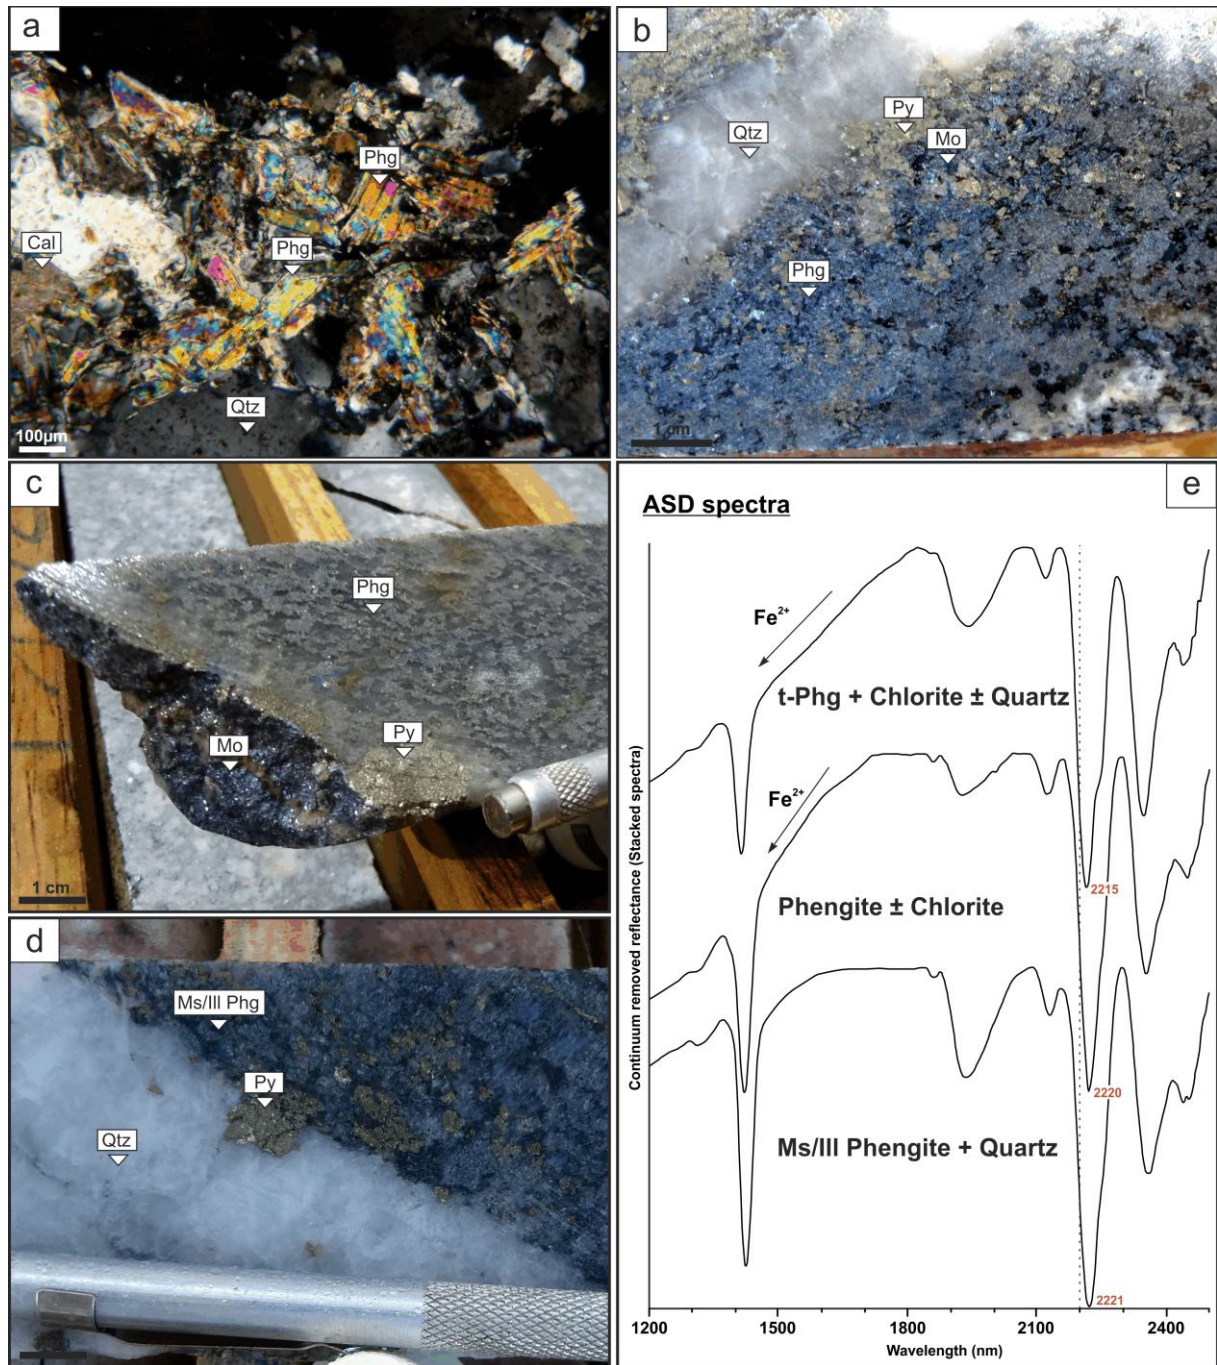 a
Phg
Phg
Cal
Qtz
100µm
b
Py
Mo
Qtz
Phg
1 cm
c
Phg
Py
Mo
1 cm
d
Ms/Ill Phg
Py
Qtz
e
ASD spectra
Fe2+
t-Phg + Chlorite ± Quartz
Fe2+
2215
Phengite ± Chlorite
2220
Ms/Ill Phengite + Quartz
2221
Continuum removed reflectance (Stacked spectra)
1200 1500 1800 2100 2400
Wavelength (nm)